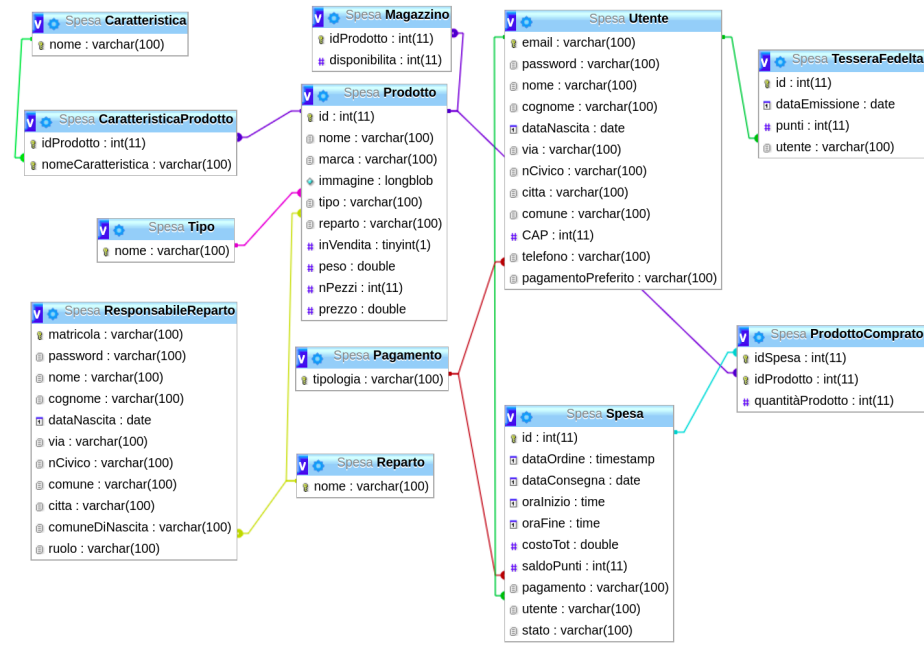 Spesa Caratteristica
nome : varchar(100)
Spesa CaratteristicaProdotto
idProdotto : int(11)
nomeCaratteristica : varchar(100)
Spesa Tipo
nome : varchar(100)
Spesa ResponsabileReparto
matricola : varchar(100)
password : varchar(100)
nome : varchar(100)
cognome : varchar(100)
dataNascita : date
via : varchar(100)
nCivico : varchar(100)
comune : varchar(100)
citta : varchar(100)
comuneDiNascita : varchar(100)
ruolo : varchar(100)
Spesa Magazzino
idProdotto : int(11)
disponibilita : int(11)
Spesa Prodotto
id : int(11)
nome : varchar(100)
marca : varchar(100)
immagine : longblob
tipo : varchar(100)
reparto : varchar(100)
inVendita : tinyint(1)
peso : double
nPezzi : int(11)
prezzo : double
Spesa Pagamento
tipologia : varchar(100)
Spesa Reparto
nome : varchar(100)
Spesa Utente
email : varchar(100)
password : varchar(100)
nome : varchar(100)
cognome : varchar(100)
dataNascita : date
via : varchar(100)
nCivico : varchar(100)
citta : varchar(100)
comune : varchar(100)
CAP : int(11)
telefono : varchar(100)
pagamentoPreferito : varchar(100)
Spesa Spesa
id : int(11)
dataOrdine : timestamp
dataConsegna : date
oraInizio : time
oraFine : time
costoTot : double
saldoPunti : int(11)
pagamento : varchar(100)
utente : varchar(100)
stato : varchar(100)
Spesa TesseraFedelta
id : int(11)
dataEmissione : date
punti : int(11)
utente : varchar(100)
Spesa ProdottoComprato
idSpesa : int(11)
idProdotto : int(11)
quantitàProdotto : int(11)